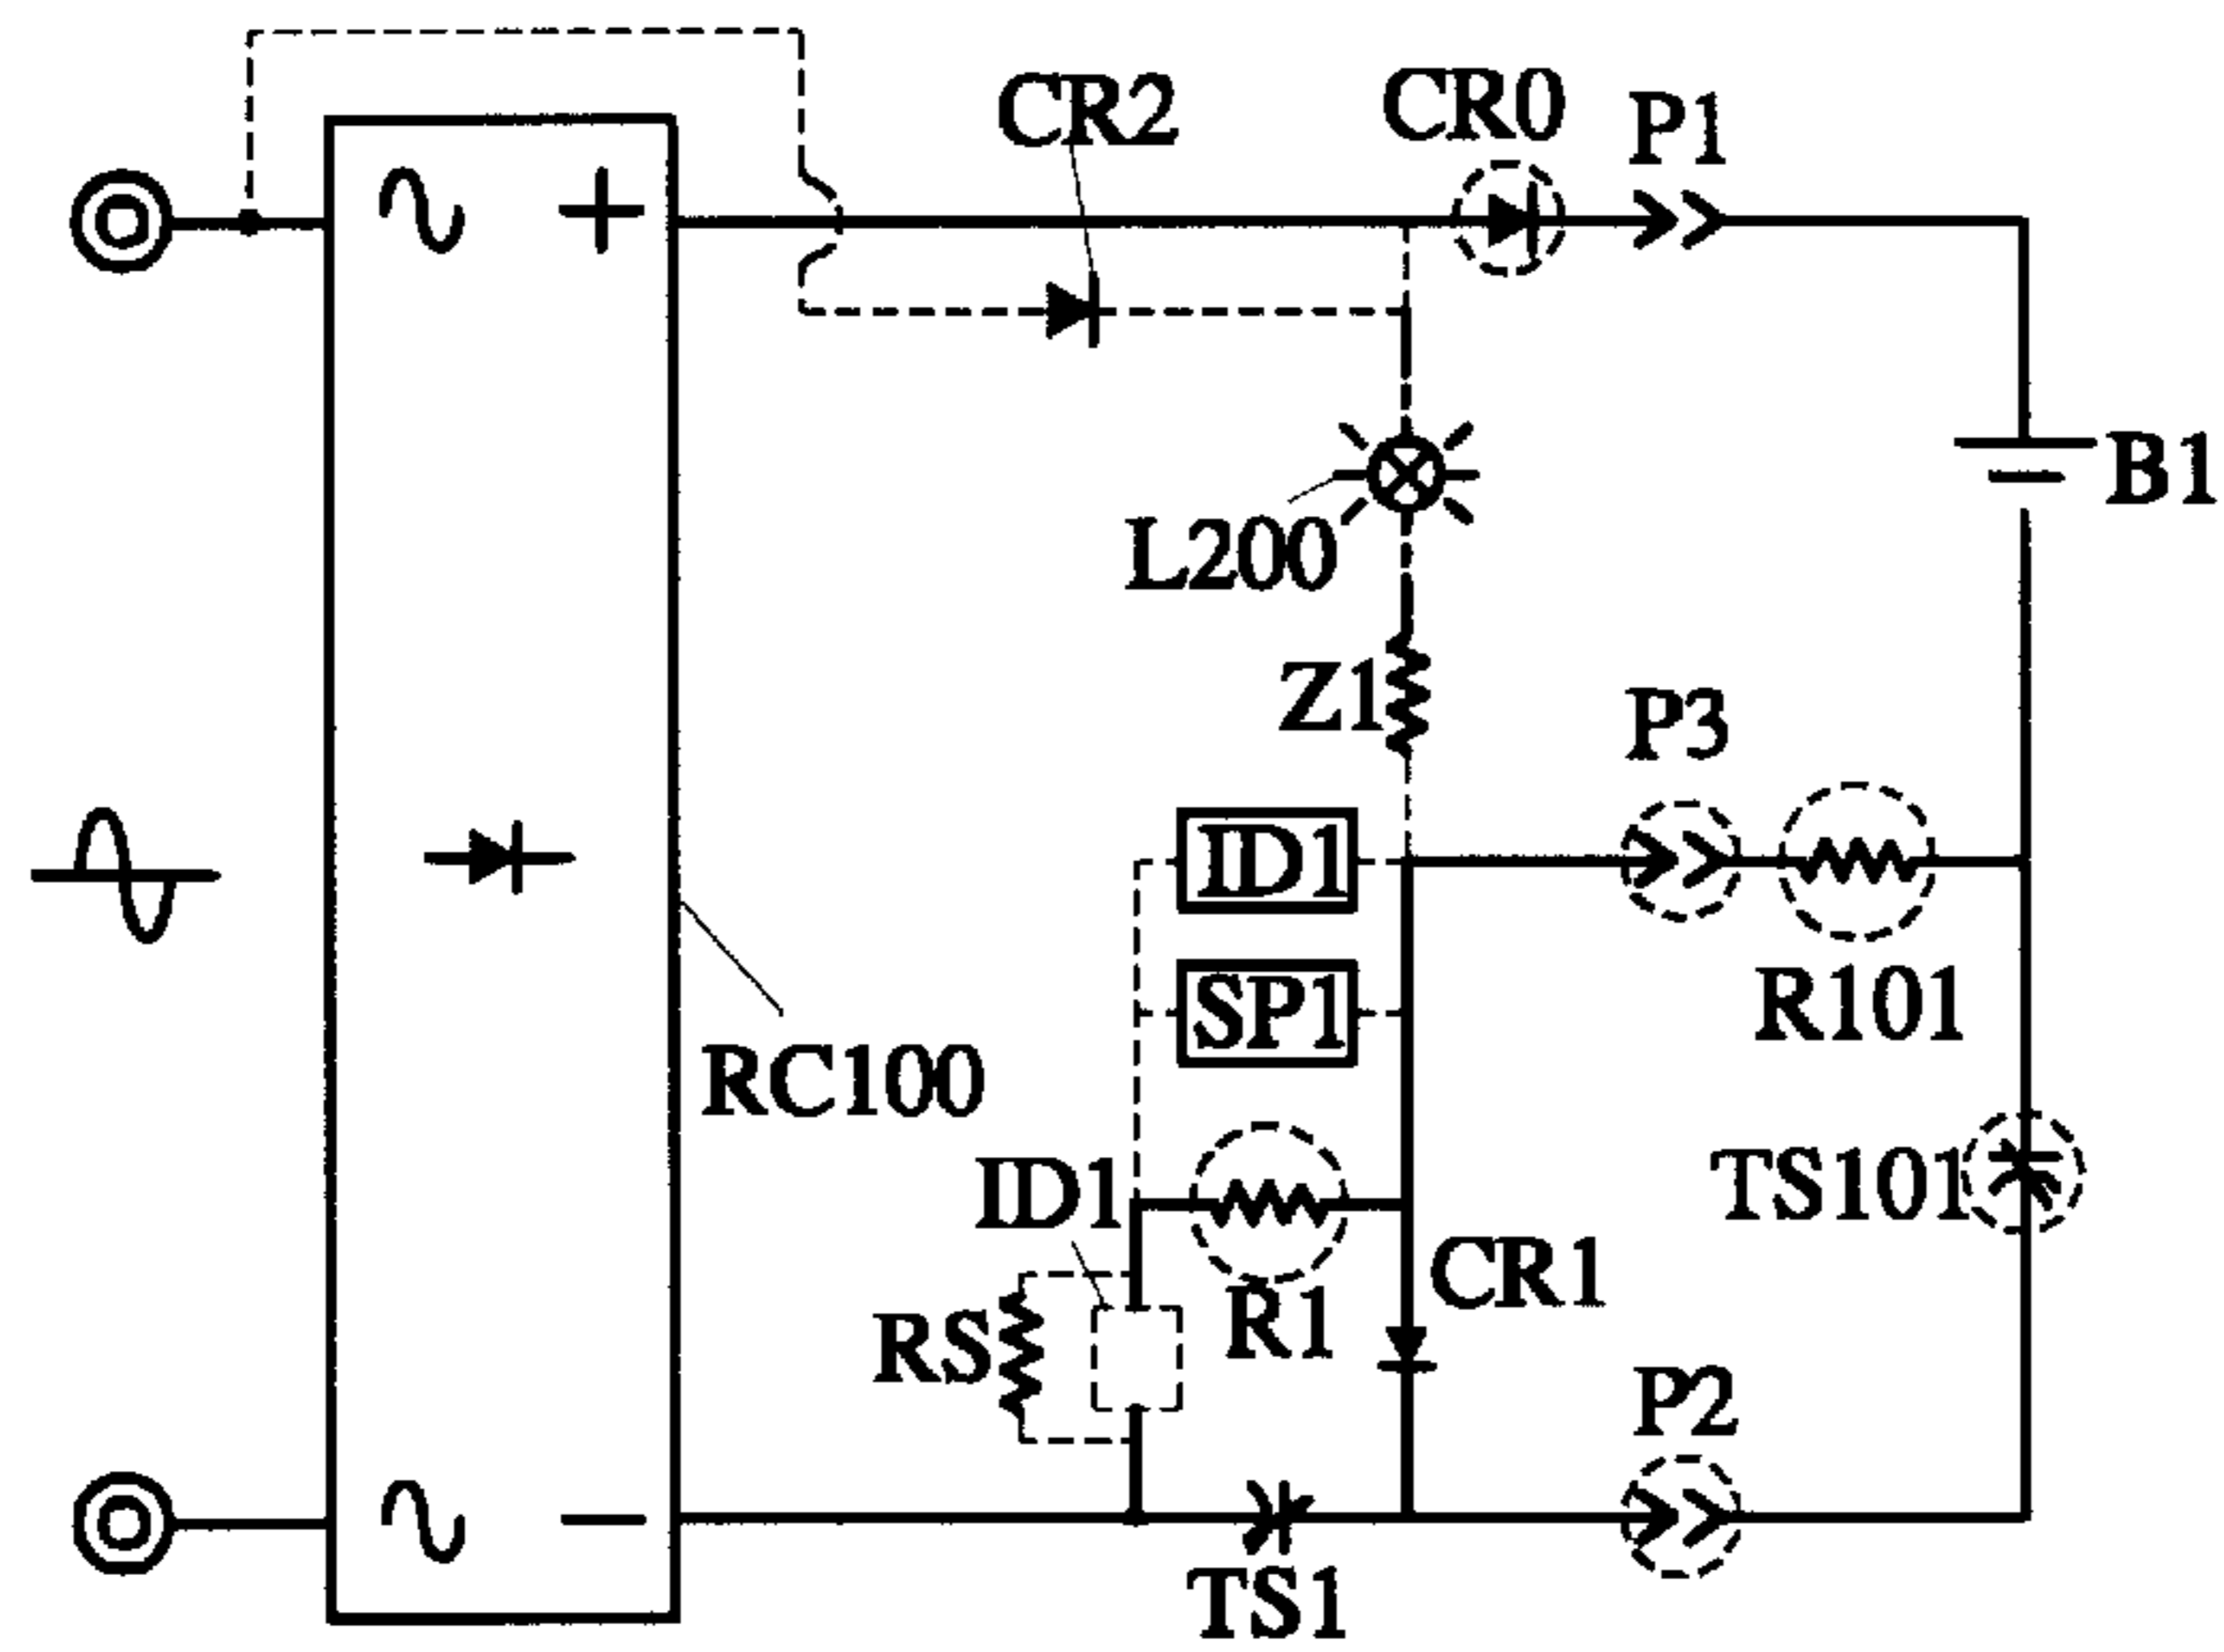 CR2
CR0
P1
B1
L200
Z1
P3
ID1
R101
SP1
RC100
ID1
TS101
CR1
R1
RS
P2
TS1